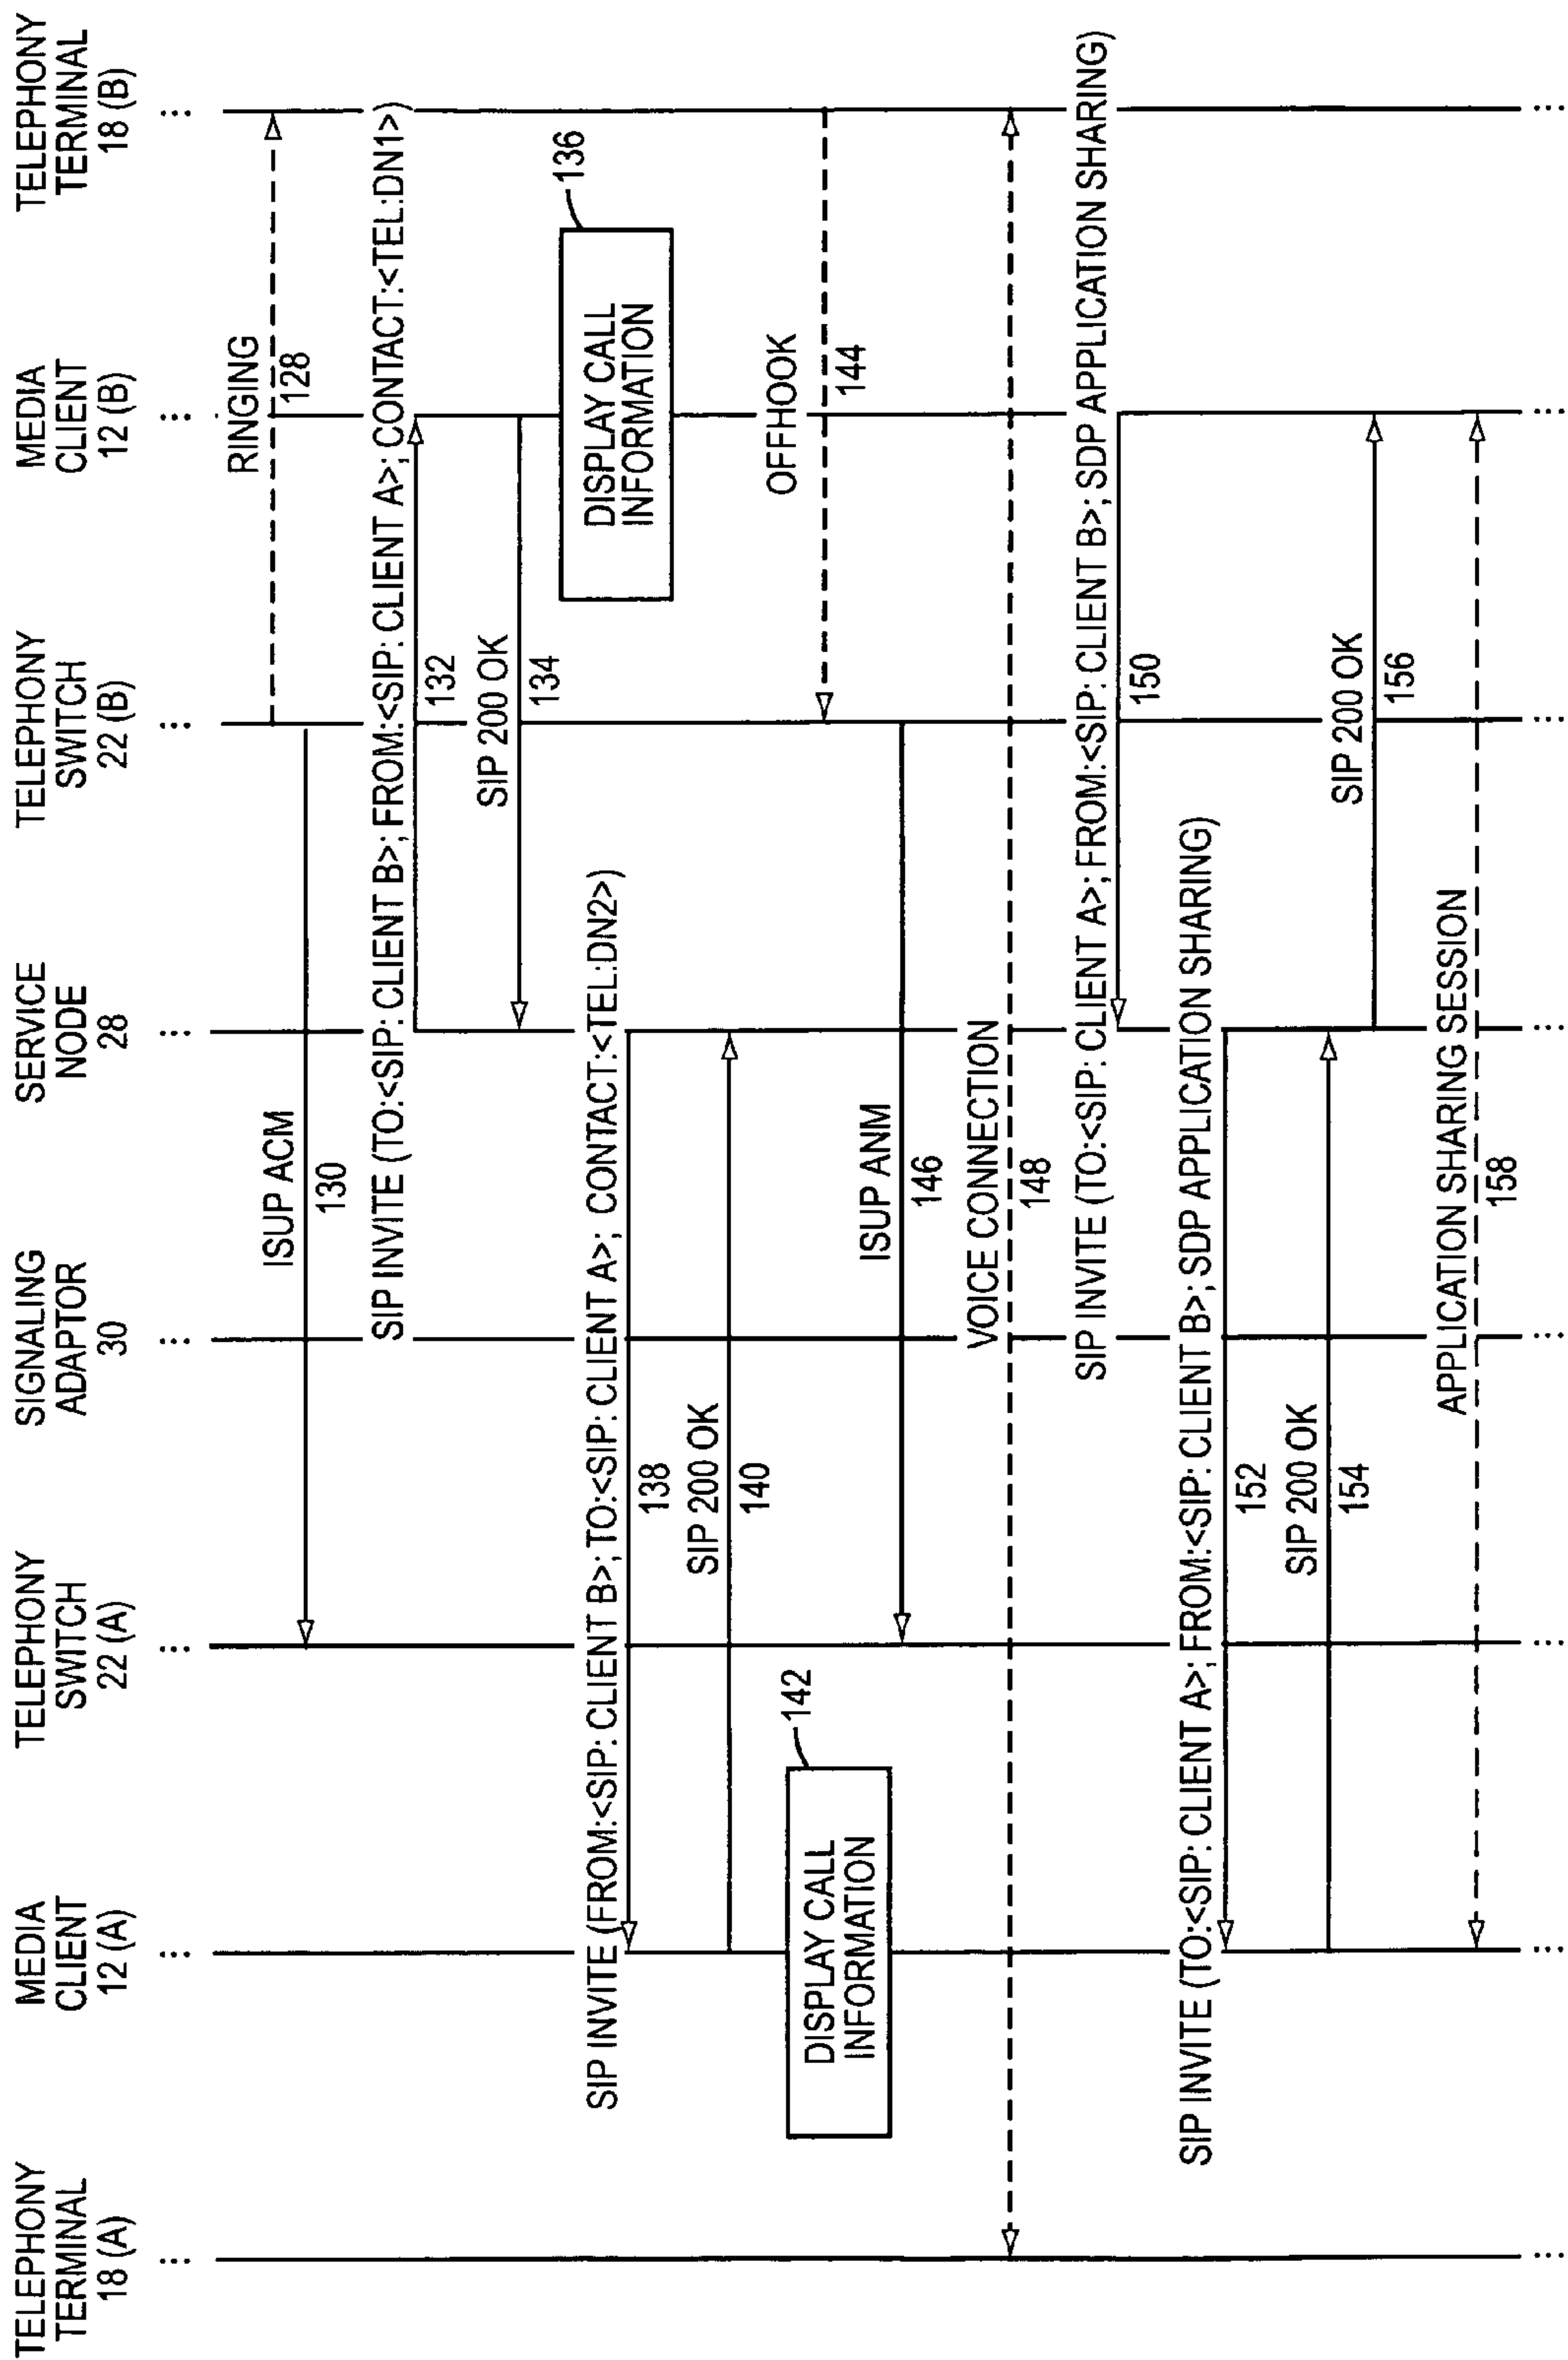 TELEPHONY
TERMINAL
18 (A)
MEDIA
CLIENT
12 (A)
TELEPHONY
SWITCH
22 (A)
SIGNALING
ADAPTOR
30
SERVICE
NODE
28
TELEPHONY
SWITCH
22 (B)
MEDIA
CLIENT
12 (B)
TELEPHONY
TERMINAL
18 (B)
...
...
...
...
...
...
...
...
RINGING
128
ISUP ACM
130
SIP INVITE (TO:<SIP: CLIENT B>; FROM:<SIP: CLIENT A>; CONTACT:<TEL:DN1>
132
SIP 200 OK
134
136
DISPLAY CALL
INFORMATION
SIP INVITE (FROM:<SIP: CLIENT B>; TO:<SIP: CLIENT A>; CONTACT:<TEL:DN2>)
138
SIP 200 OK
140
142
DISPLAY CALL
INFORMATION
OFFHOOK
144
ISUP ANM
146
VOICE CONNECTION
148
SIP INVITE (TO:<SIP: CLIENT A>; FROM:<SIP: CLIENT B>; SDP APPLICATION SHARING)
150
SIP INVITE (TO:<SIP: CLIENT A>; FROM:<SIP: CLIENT B>; SDP APPLICATION SHARING)
152
SIP 200 OK
154
SIP 200 OK
156
APPLICATION SHARING SESSION
158
...
...
...
...
...
...
...
...